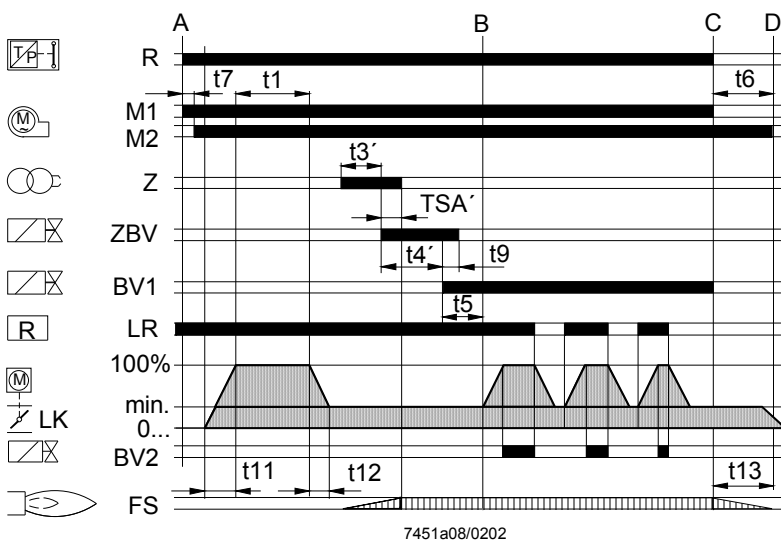 A B C D
T/P R
t7 t1 t6
M1
M ~
M2
t3´
Z
TSA´
ZBV
t4´ t9
BV1
t5
R LR
100%
M
min.
LK
0...
BV2
t11 t12 t13
FS
7451a08/0202